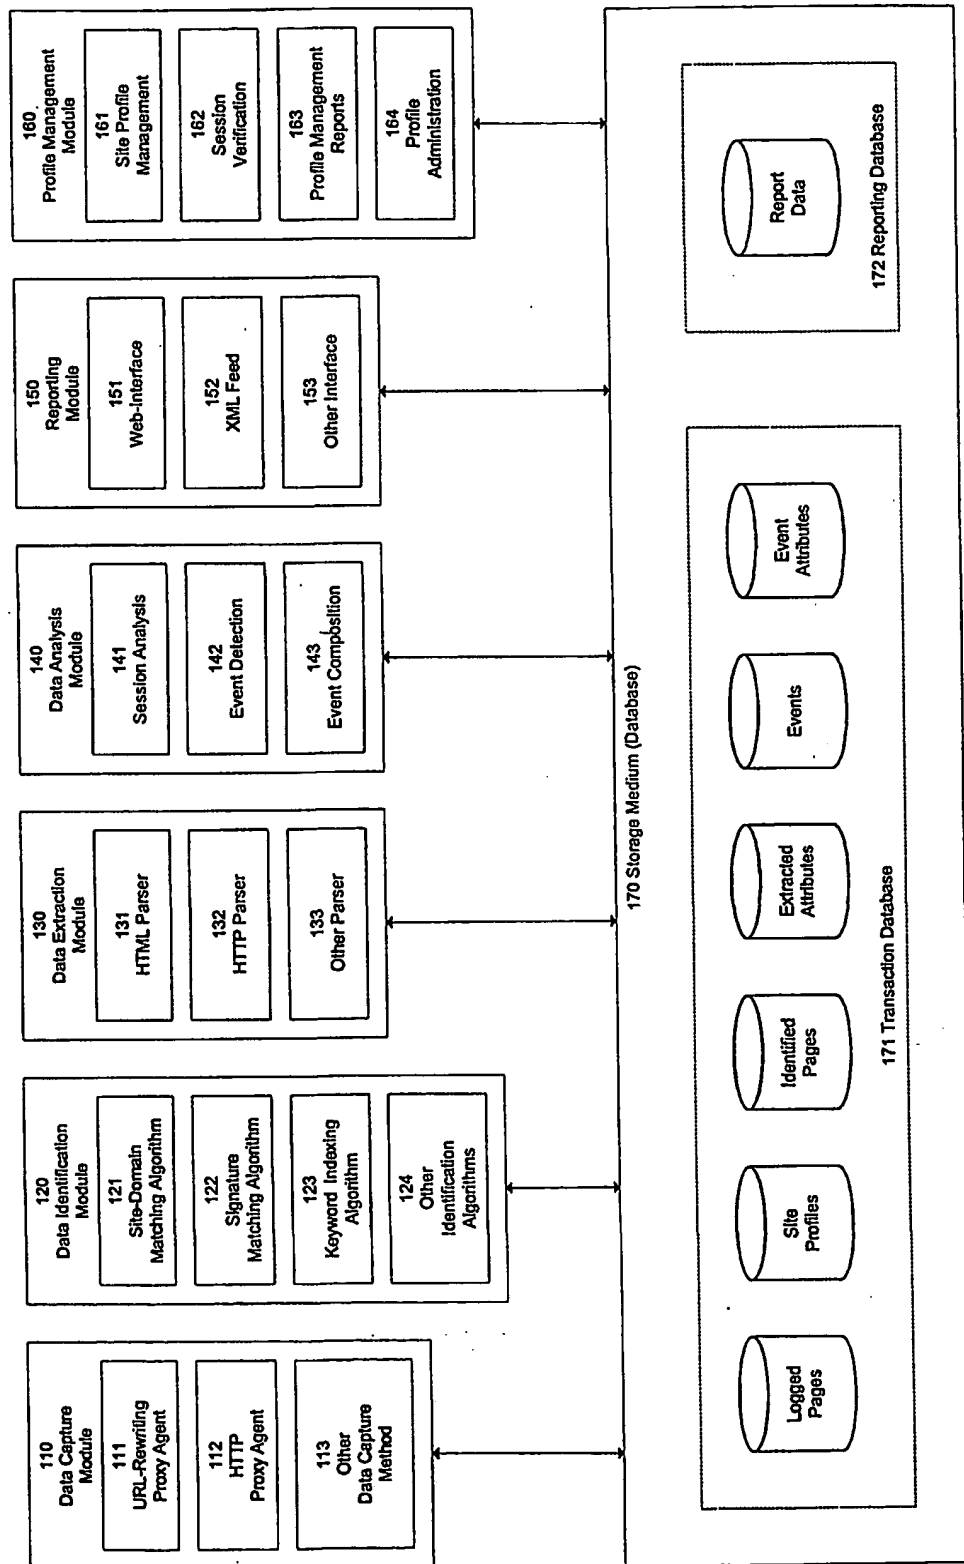 110
Data Capture
Module
111
URL-Rewriting
Proxy Agent
112
HTTP
Proxy Agent
113
Other
Data Capture
Method
120
Data Identification
Module
121
Site-Domain
Matching Algorithm
122
Signature
Matching Algorithm
123
Keyword Indexing
Algorithm
124
Other
Identification
Algorithms
130
Data Extraction
Module
131
HTML Parser
132
HTTP Parser
133
Other Parser
140
Data Analysis
Module
141
Session Analysis
142
Event Detection
143
Event Composition
150
Reporting
Module
151
Web-Interface
152
XML Feed
153
Other Interface
160
Profile Management
Module
161
Site Profile
Management
162
Session
Verification
163
Profile Management
Reports
164
Profile
Administration
170 Storage Medium (Database)
Logged
Pages
Site
Profiles
Identified
Pages
Extracted
Attributes
Events
Event
Attributes
171 Transaction Database
Report
Data
172 Reporting Database